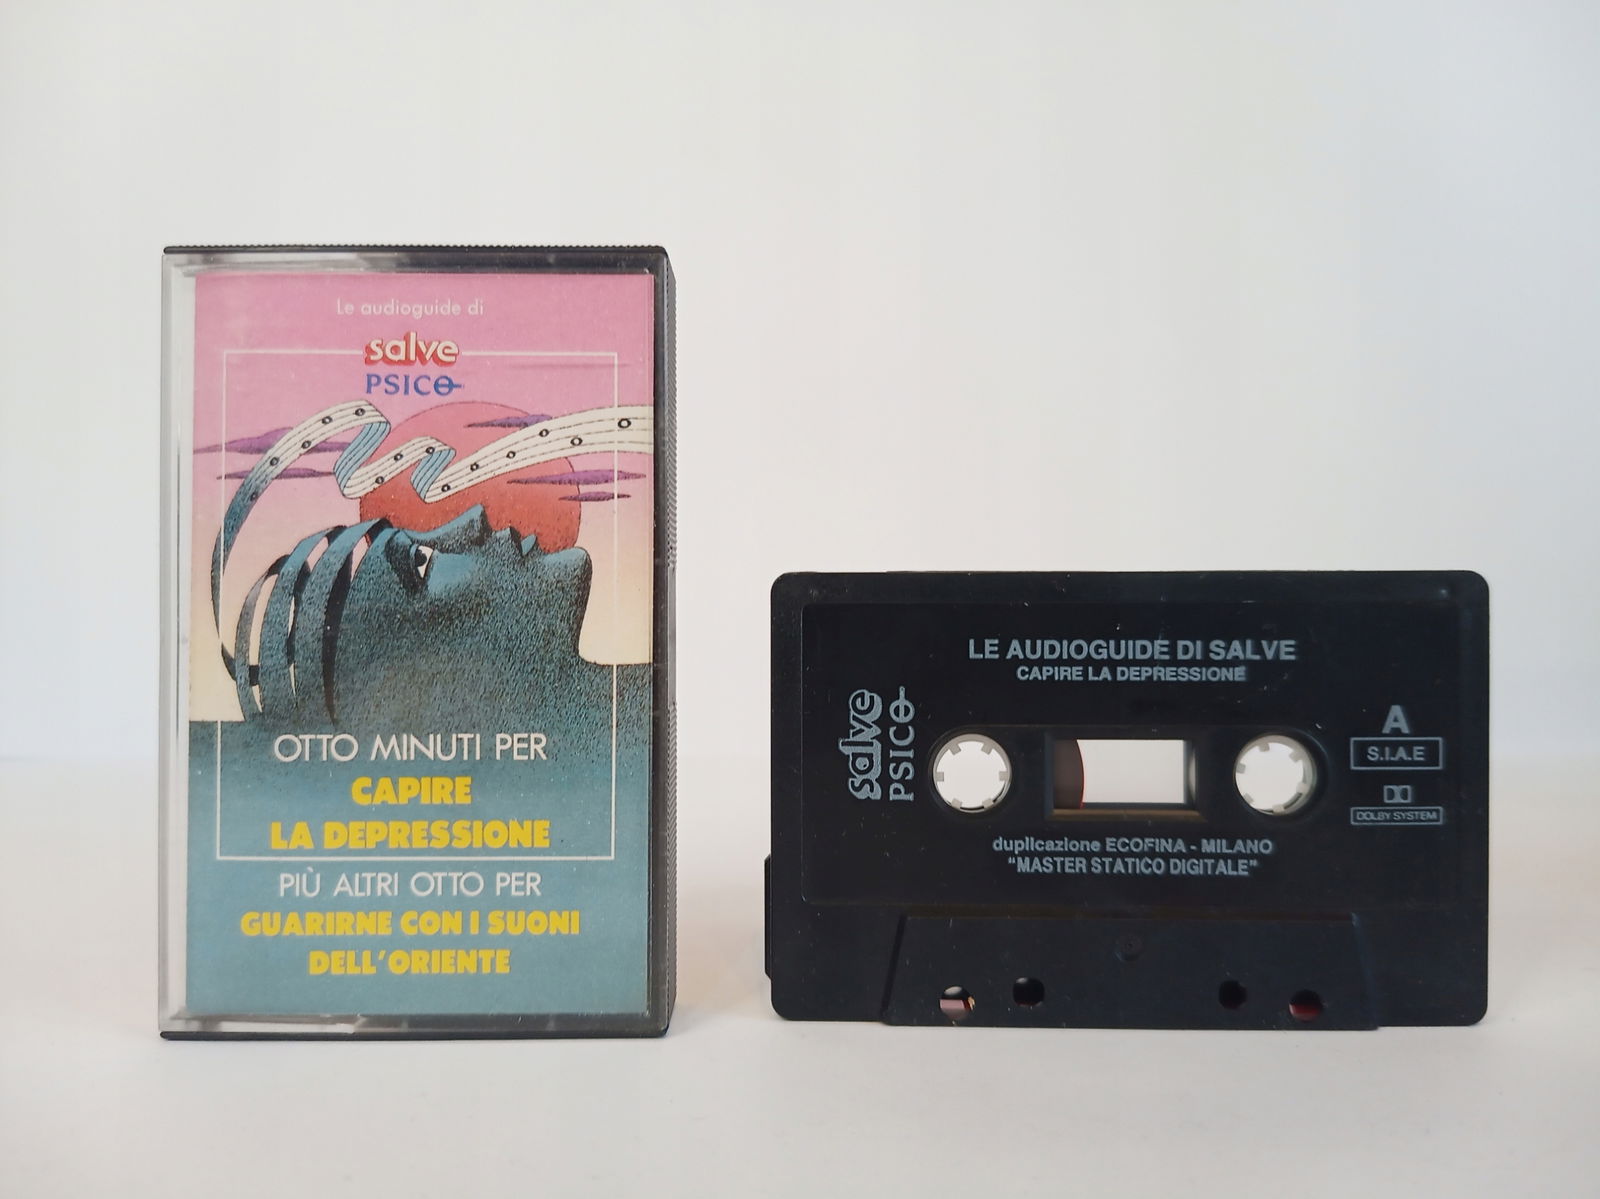 Le audioguide di
salve
PSICO
OTTO MINUTI PER
CAPIRE
LA DEPRESSIONE
PIÙ ALTRI OTTO PER
GUARIRNE CON I SUONI
DELL'ORIENTE
LE AUDIOGUIDE DI SALVE
CAPIRE LA DEPRESSIONE
salve
PSICO
A
S.I.A.E
DOLBY SYSTEM
duplicazione ECOFINA - MILANO
"MASTER STATICO DIGITALE"